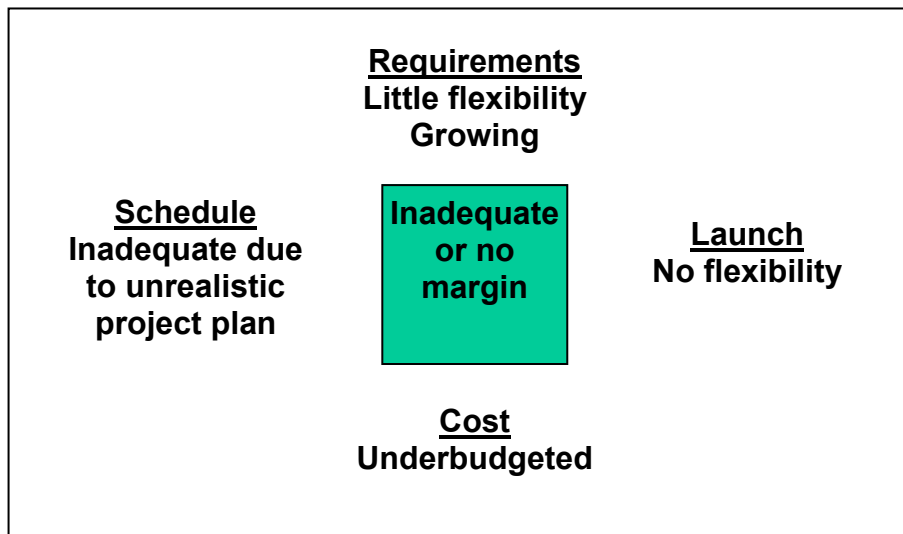 Requirements
Little flexibility
Growing
Schedule
Inadequate due
to unrealistic
project plan
Inadequate
or no
margin
Launch
No flexibility
Cost
Underbudgeted